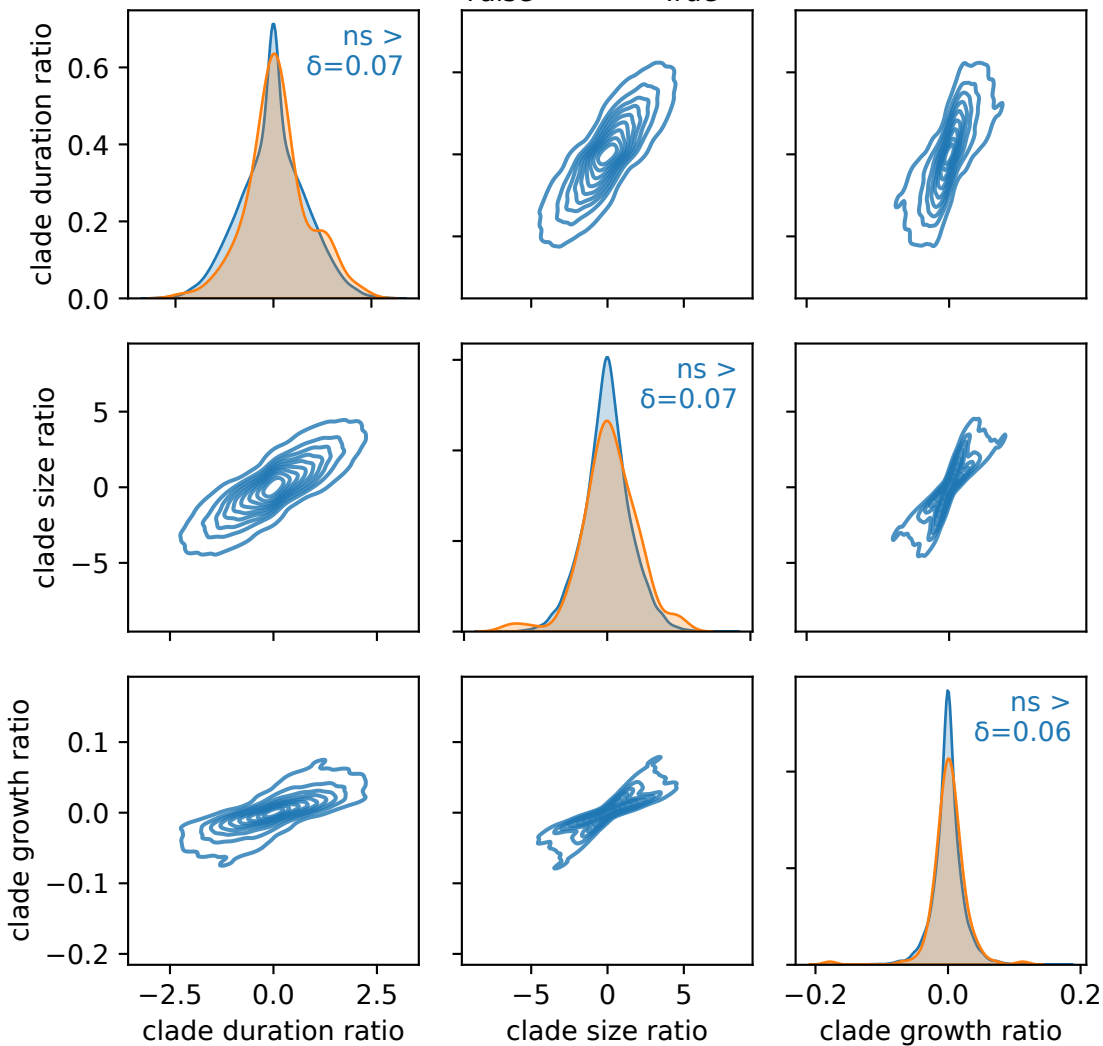 True
clade duration ratio
0.6
0.4
0.2
0.0
ns >
δ=0.07
clade size ratio
5
0
−5
ns >
δ=0.07
clade growth ratio
0.1
0.0
−0.1
−0.2
ns >
δ=0.06
−2.5 0.0 2.5
−5 0 5
−0.2 0.0 0.2
clade duration ratio
clade size ratio
clade growth ratio